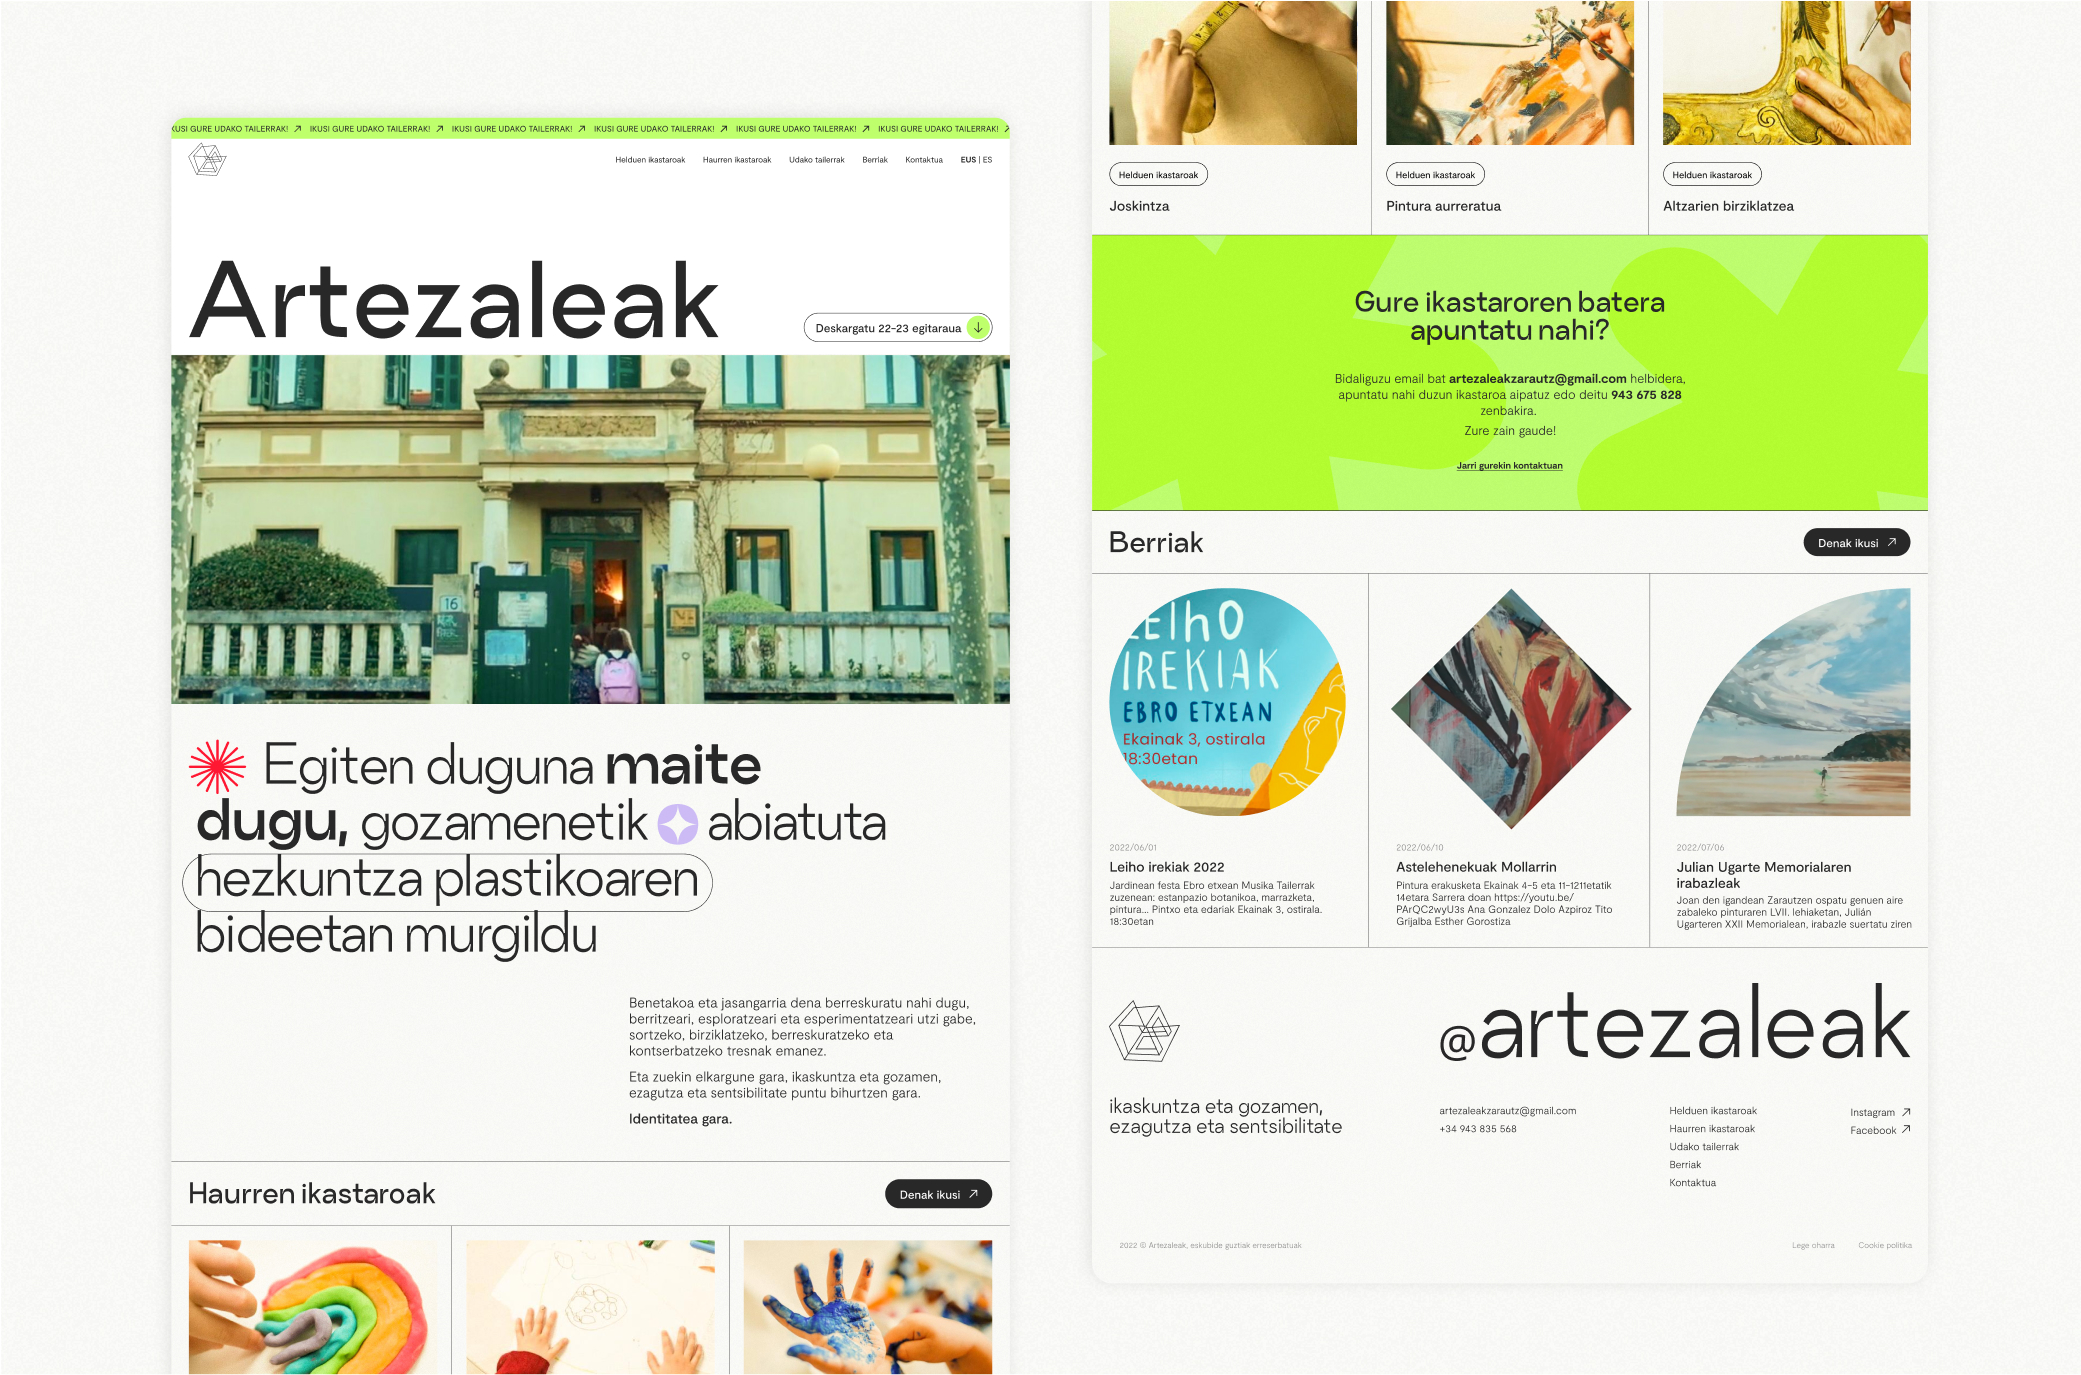 IKUSI GURE UDAKO TAILERRAK! ↗ IKUSI GURE UDAKO TAILERRAK! ↗ IKUSI GURE UDAKO TAILERRAK! ↗ IKUSI GURE UDAKO TAILERRAK! ↗ IKUSI GURE UDAKO TAILERRAK! ↗ IKUSI GURE UDAKO TAILERRAK! ↗
Helduen ikastaroak Haurren ikastaroak Udako tailerrak Berriak Kontaktua EUS | ES
Artezaleak
Deskargatu 22-23 egitaraua ↓
16
Egiten duguna maite
dugu, gozamenetik abiatuta
hezkuntza plastikoaren
bideetan murgildu
Benetakoa eta jasangarria dena berreskuratu nahi dugu,
berritzeari, esploratzeari eta esperimentatzeari utzi gabe,
sortzeko, birziklatzeko, berreskuratzeko eta
kontserbatzeko tresnak emanez.
Eta zuekin elkargune gara, ikaskuntza eta gozamen,
ezagutza eta sentsibilitate puntu bihurtzen gara.
Identitatea gara.
Haurren ikastaroak
Denak ikusi ↗
Helduen ikastaroak
Joskintza
Helduen ikastaroak
Pintura aurreratua
Helduen ikastaroak
Altzarien birziklatzea
Gure ikastaroren batera
apuntatu nahi?
Bidaliguzu email bat artezaleakzarautz@gmail.com helbidera,
apuntatu nahi duzun ikastaroa aipatuz edo deitu 943 675 828
zenbakira.
Zure zain gaude!
Jarri gurekin kontaktuan
Berriak
Denak ikusi ↗
LEIHO
IREKIAK
EBRO ETXEAN
Ekainak 3, ostirala
18:30etan
2022/06/01
Leiho irekiak 2022
Jardinean festa Ebro etxean Musika Tailerrak
zuzenean: estanpazio botanikoa, marrazketa,
pintura... Pintxo eta edariak Ekainak 3, ostirala.
18:30etan
2022/06/10
Astelehenekuak Mollarrin
Pintura erakusketa Ekainak 4-5 eta 11-1211etatik
14etara Sarrera doan https://youtu.be/
PArQC2wyU3s Ana Gonzalez Dolo Azpiroz Tito
Grijalba Esther Gorostiza
2022/07/06
Julian Ugarte Memorialaren
irabazleak
Joan den igandean Zarautzen ospatu genuen aire
zabaleko pinturaren LVII. lehiaketan, Julián
Ugarteren XXII Memorialean, irabazle suertatu ziren
@artezaleak
ikaskuntza eta gozamen,
ezagutza eta sentsibilitate
artezaleakzarautz@gmail.com
+34 943 835 568
Helduen ikastaroak
Haurren ikastaroak
Udako tailerrak
Berriak
Kontaktua
Instagram ↗
Facebook ↗
2022 © Artezaleak, eskubide guztiak erreserbatuak
Lege oharra Cookie politika